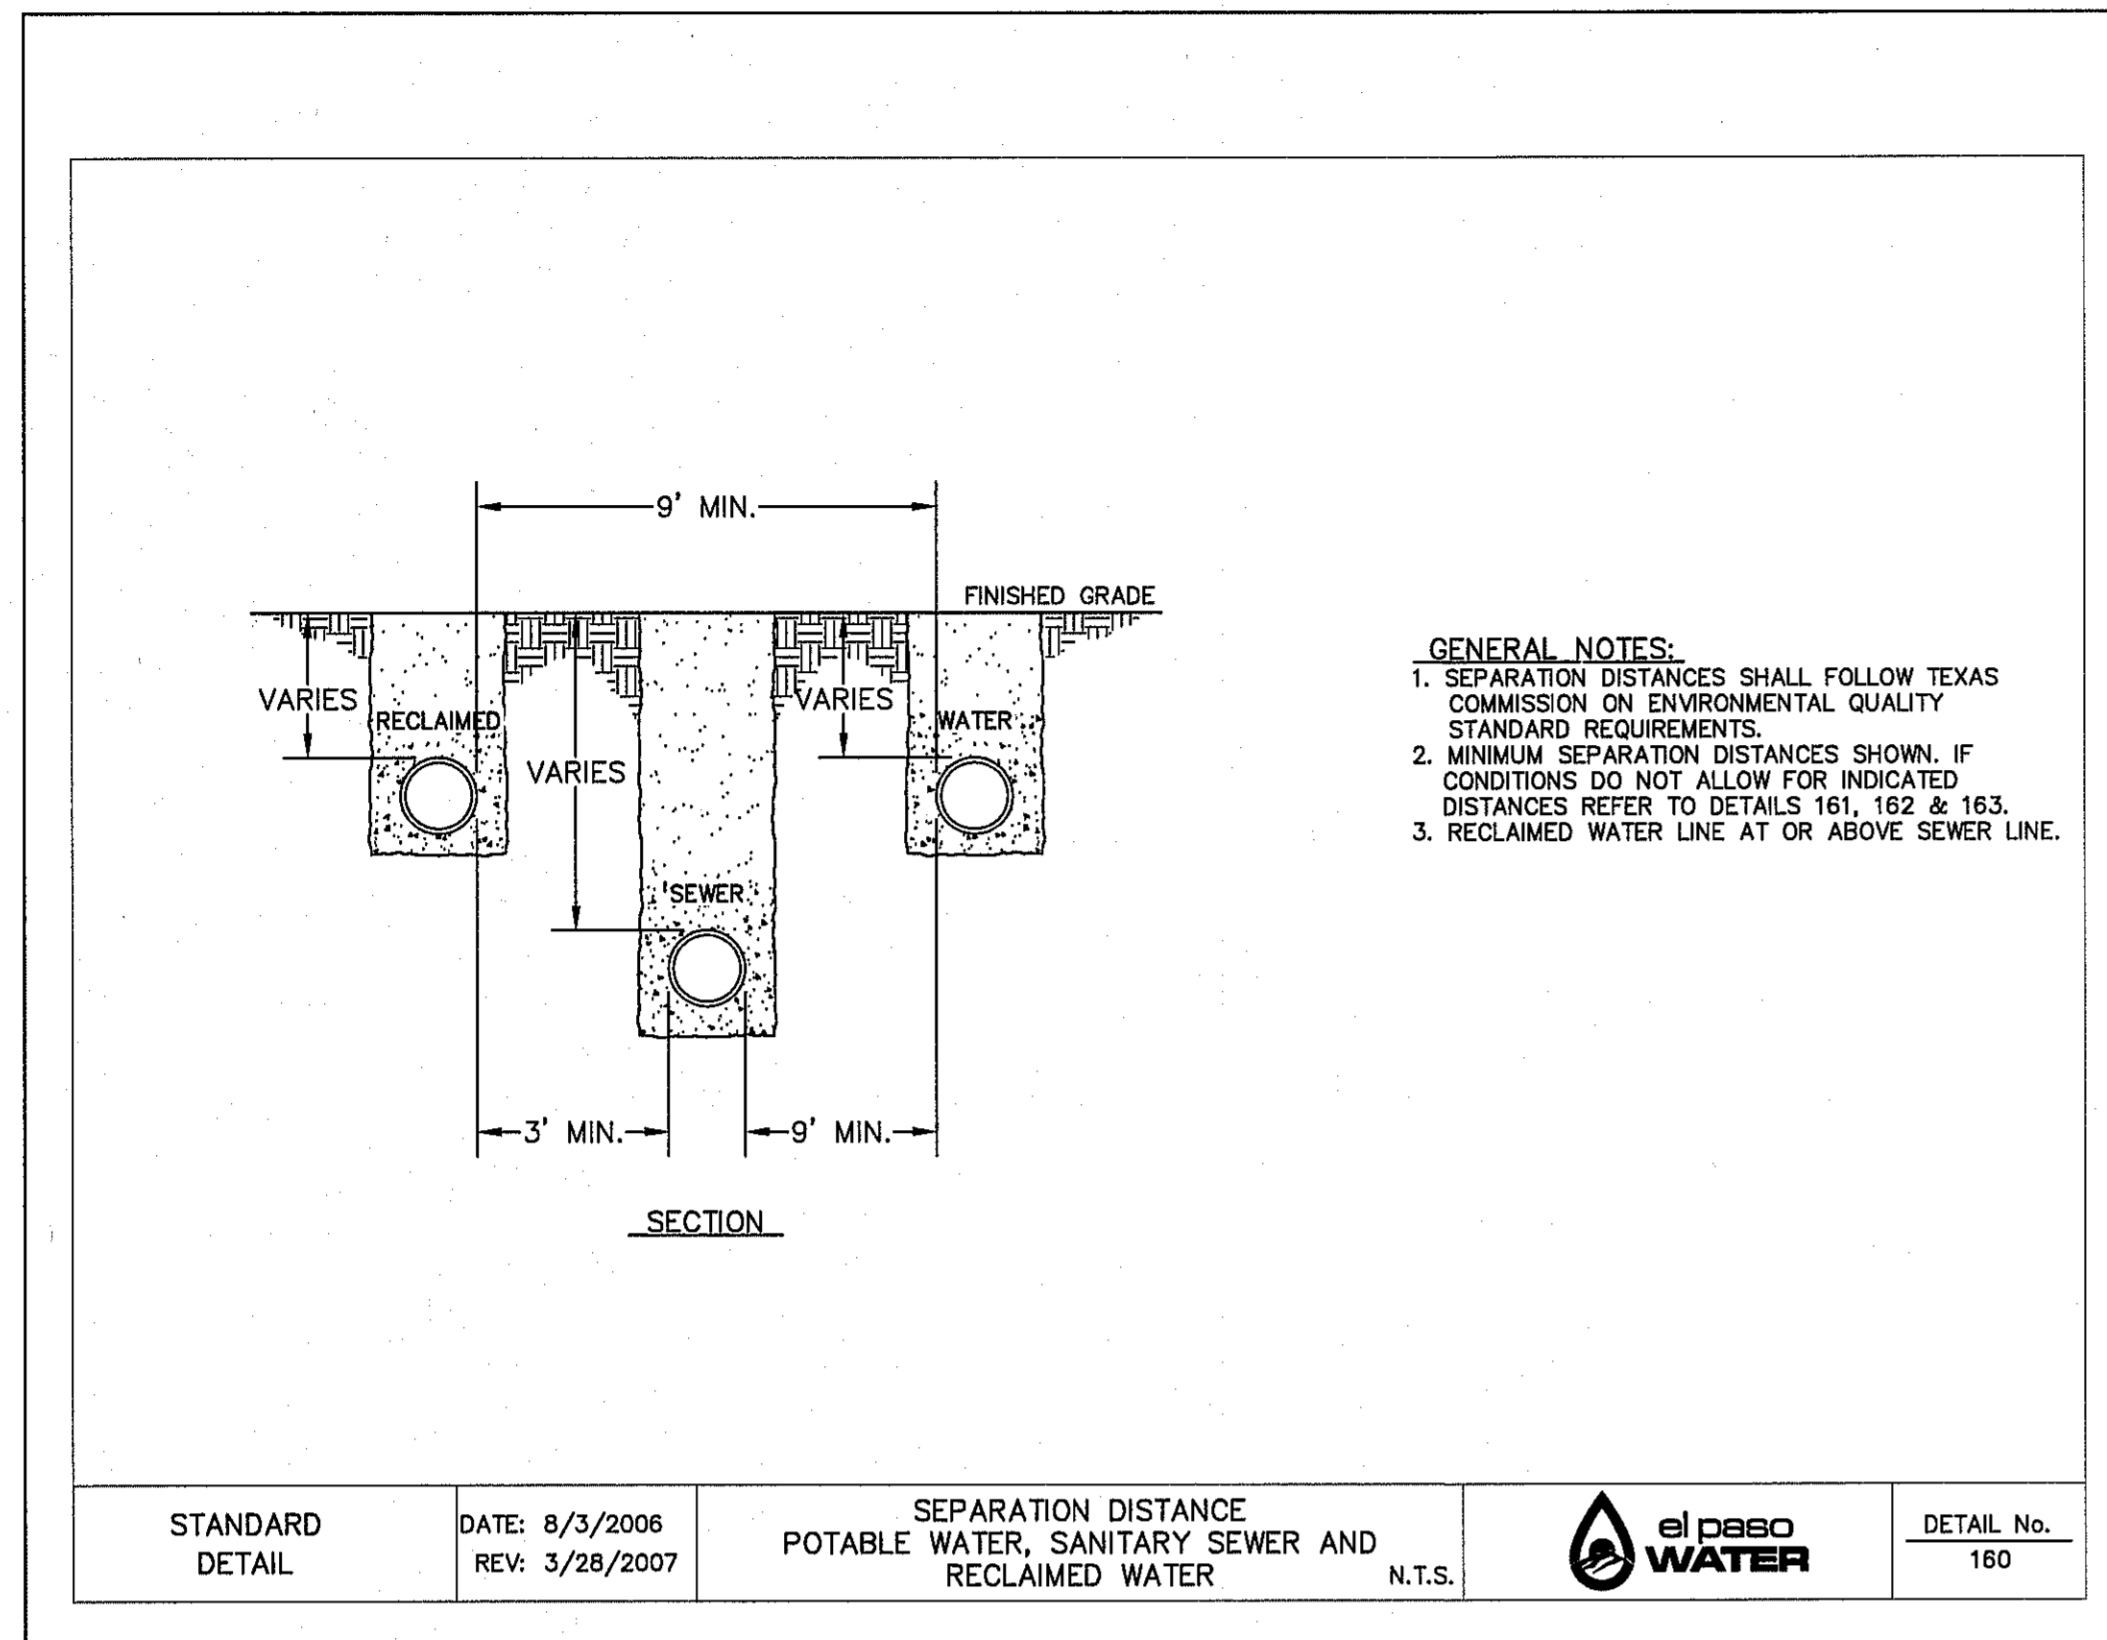 9' MIN.
FINISHED GRADE
VARIES
RECLAIMED
VARIES
VARIES
WATER
SEWER
3' MIN.
9' MIN.
SECTION
GENERAL NOTES:
1. SEPARATION DISTANCES SHALL FOLLOW TEXAS
COMMISSION ON ENVIRONMENTAL QUALITY
STANDARD REQUIREMENTS.
2. MINIMUM SEPARATION DISTANCES SHOWN. IF
CONDITIONS DO NOT ALLOW FOR INDICATED
DISTANCES REFER TO DETAILS 161, 162 & 163.
3. RECLAIMED WATER LINE AT OR ABOVE SEWER LINE.
STANDARD
DETAIL
DATE: 8/3/2006
REV: 3/28/2007
SEPARATION DISTANCE
POTABLE WATER, SANITARY SEWER AND
RECLAIMED WATER
N.T.S.
el paso
WATER
DETAIL No.
160